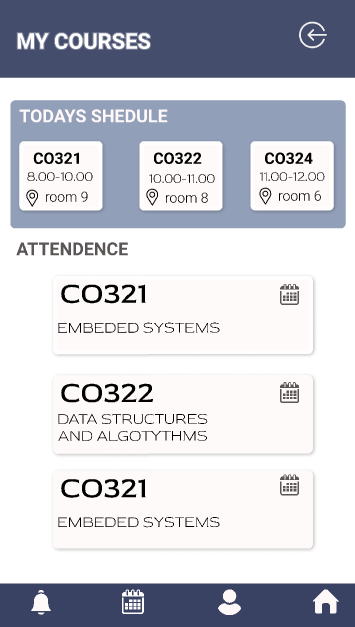 MY COURSES
TODAYS SHEDULE
CO321
8.00-10.00
room 9
CO322
10.00-11.00
room 8
CO324
11.00-12.00
room 6
ATTENDENCE
CO321
EMBEDED SYSTEMS
CO322
DATA STRUCTURES
AND ALGOTYTHMS
CO321
EMBEDED SYSTEMS